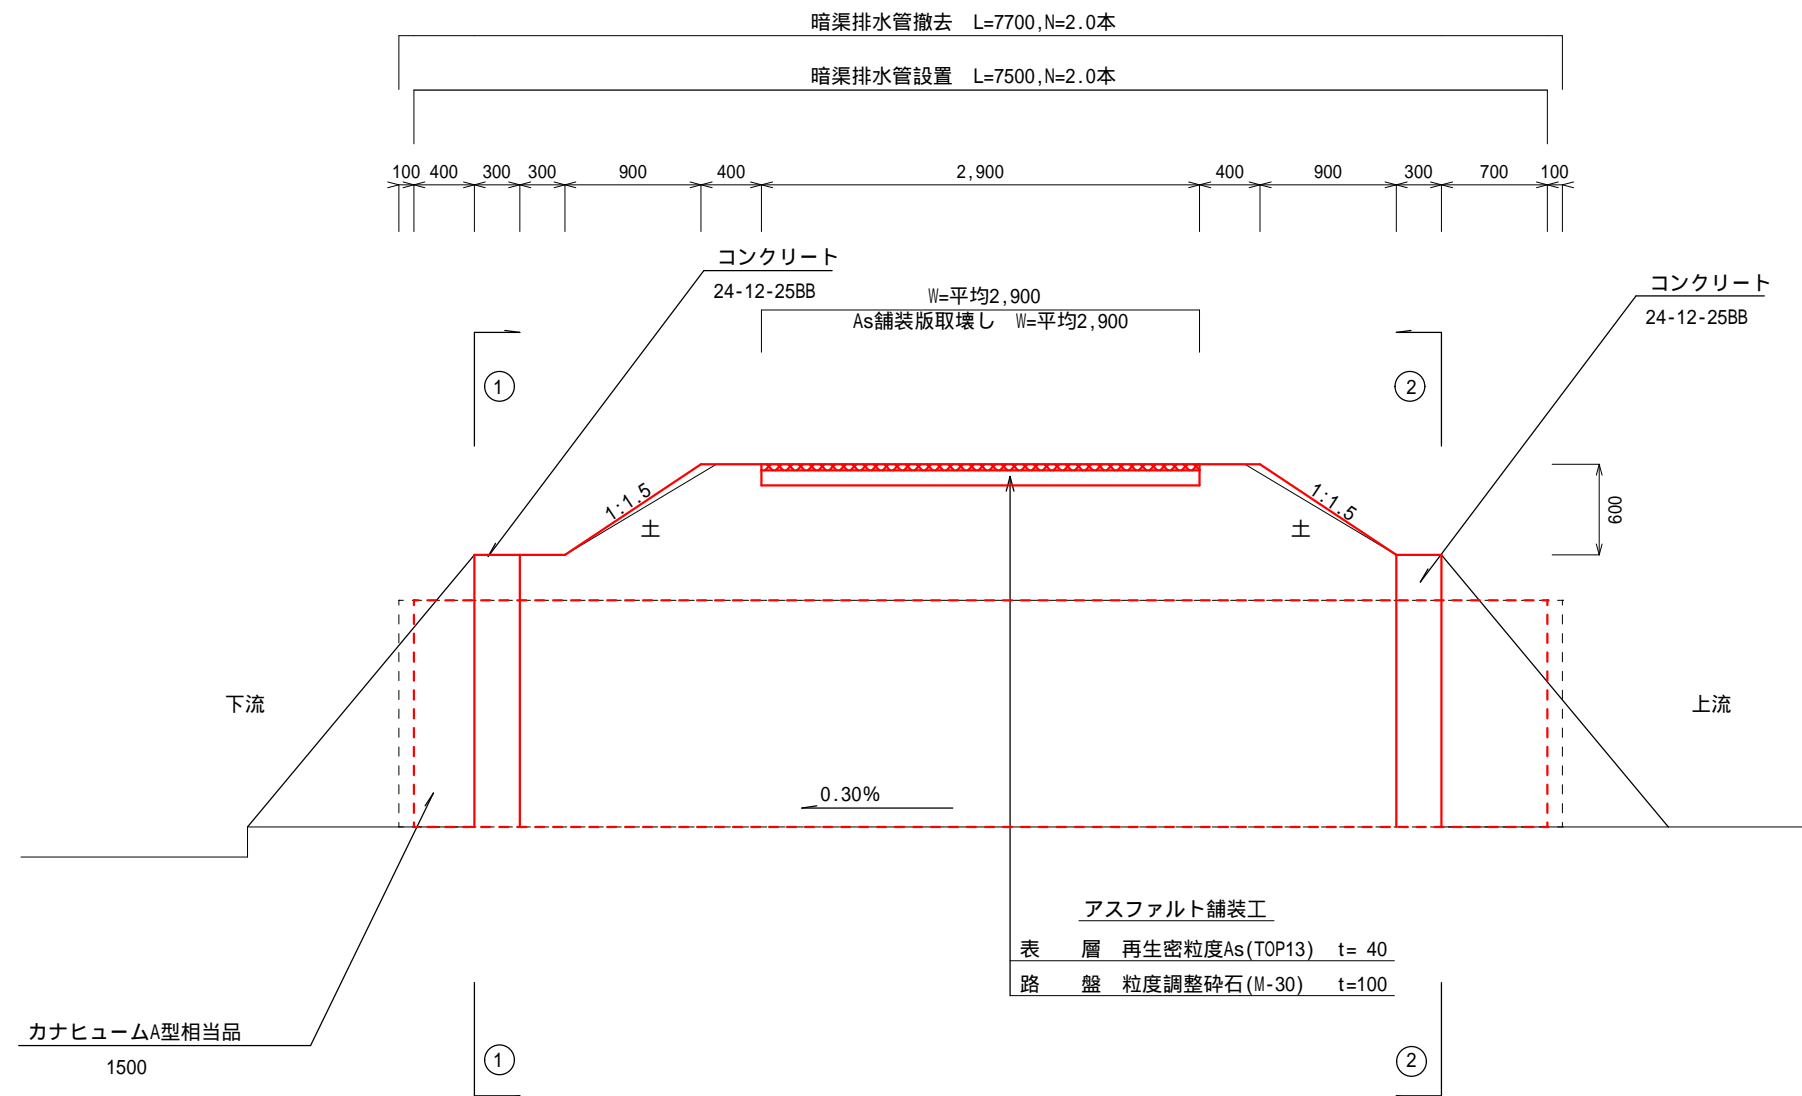 暗渠排水管撤去　L=7700,N=2.0本
暗渠排水管設置　L=7500,N=2.0本
100 400 300 300 900 400 2,900 400 900 300 700 100
コンクリート
24-12-25BB
W=平均2,900
As舗装版取壊し　W=平均2,900
コンクリート
24-12-25BB
1
2
1:1.5
土
1:1.5
土
600
下流
上流
0.30%
アスファルト舗装工
表　　層　再生密粒度As(TOP13)　t= 40
路　　盤　粒度調整砕石(M-30)　t=100
カナヒュームA型相当品
1500
1
2